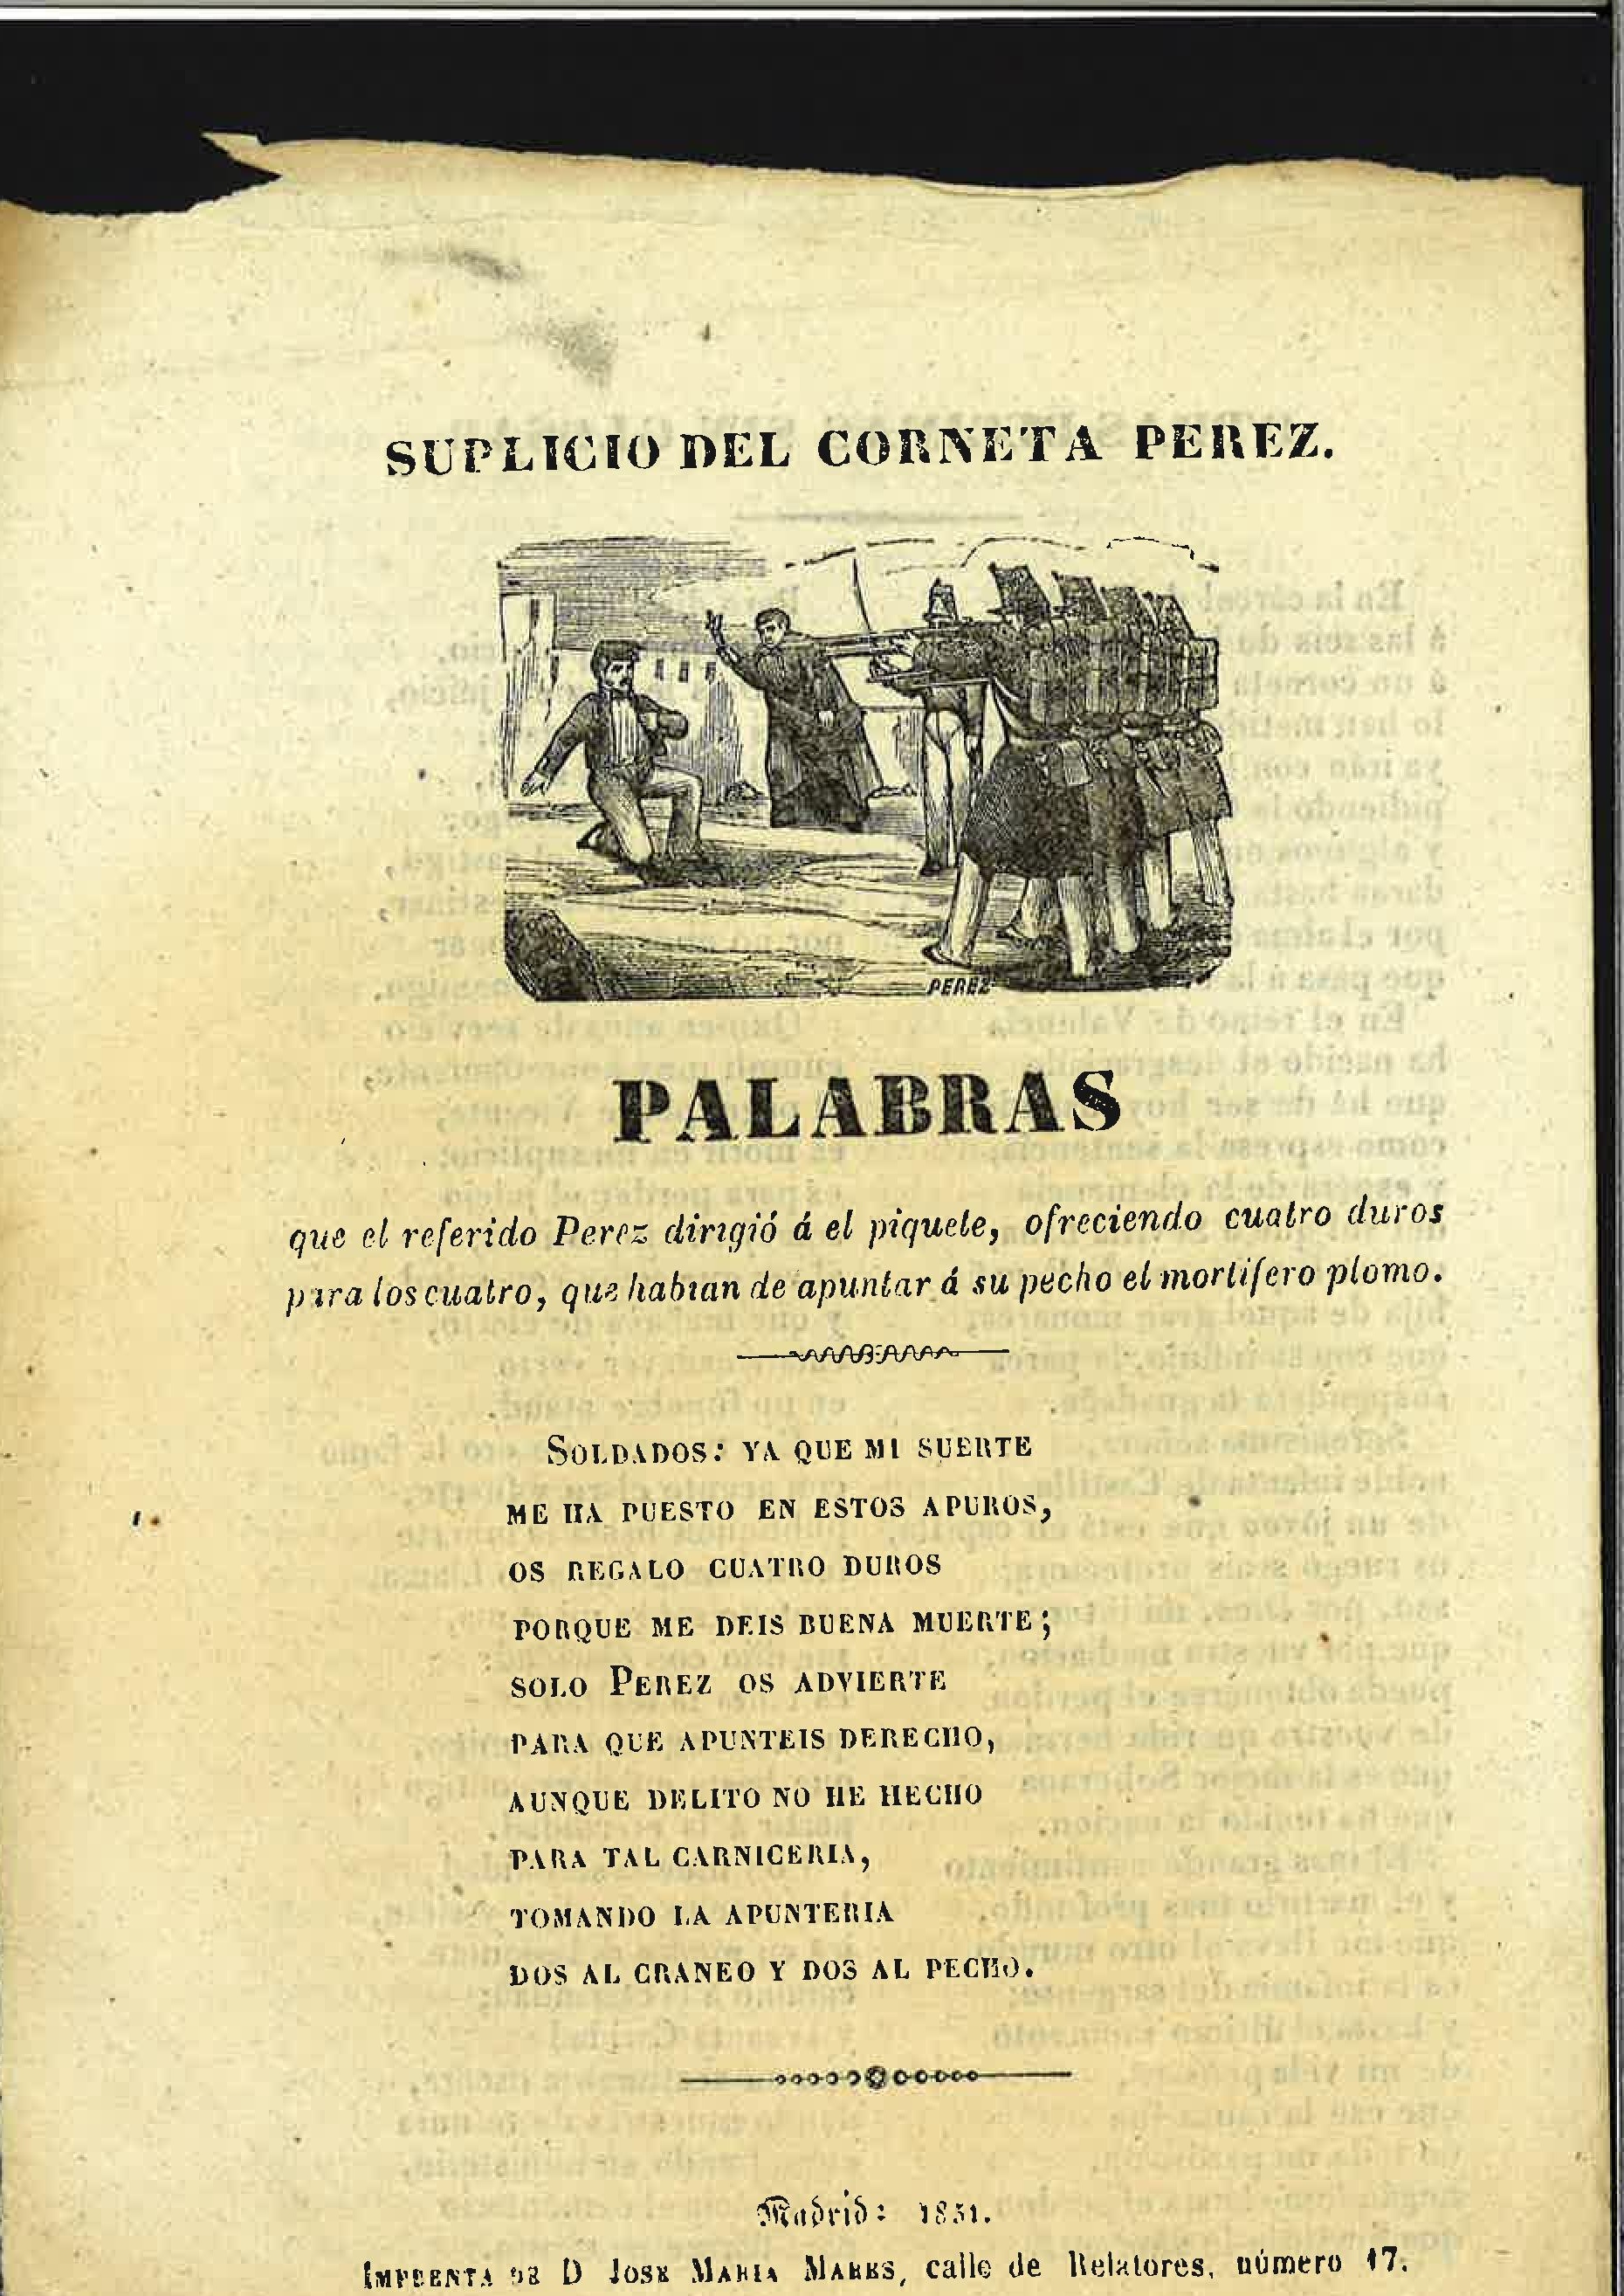 SUPLICIO DEL CORNETA PEREZ.
PEREZ
PALABRAS
que el referido Perez dirigió á el piquete, ofreciendo cuatro duros
para los cuatro, que habian de apuntar á su pecho el mortifero plomo.
SOLDADOS: YA QUE MI SUERTE
ME HA PUESTO EN ESTOS APUROS,
OS REGALO CUATRO DUROS
PORQUE ME DEIS BUENA MUERTE;
SOLO PEREZ OS ADVIERTE
PARA QUE APUNTEIS DERECHO,
AUNQUE DELITO NO HE HECHO
PARA TAL CARNICERIA,
TOMANDO LA APUNTERIA
DOS AL CRANEO Y DOS AL PECHO.
Madrid: 1851.
IMPRENTA DE D JOSE MARIA MARES, calle de Relatores, número 17.